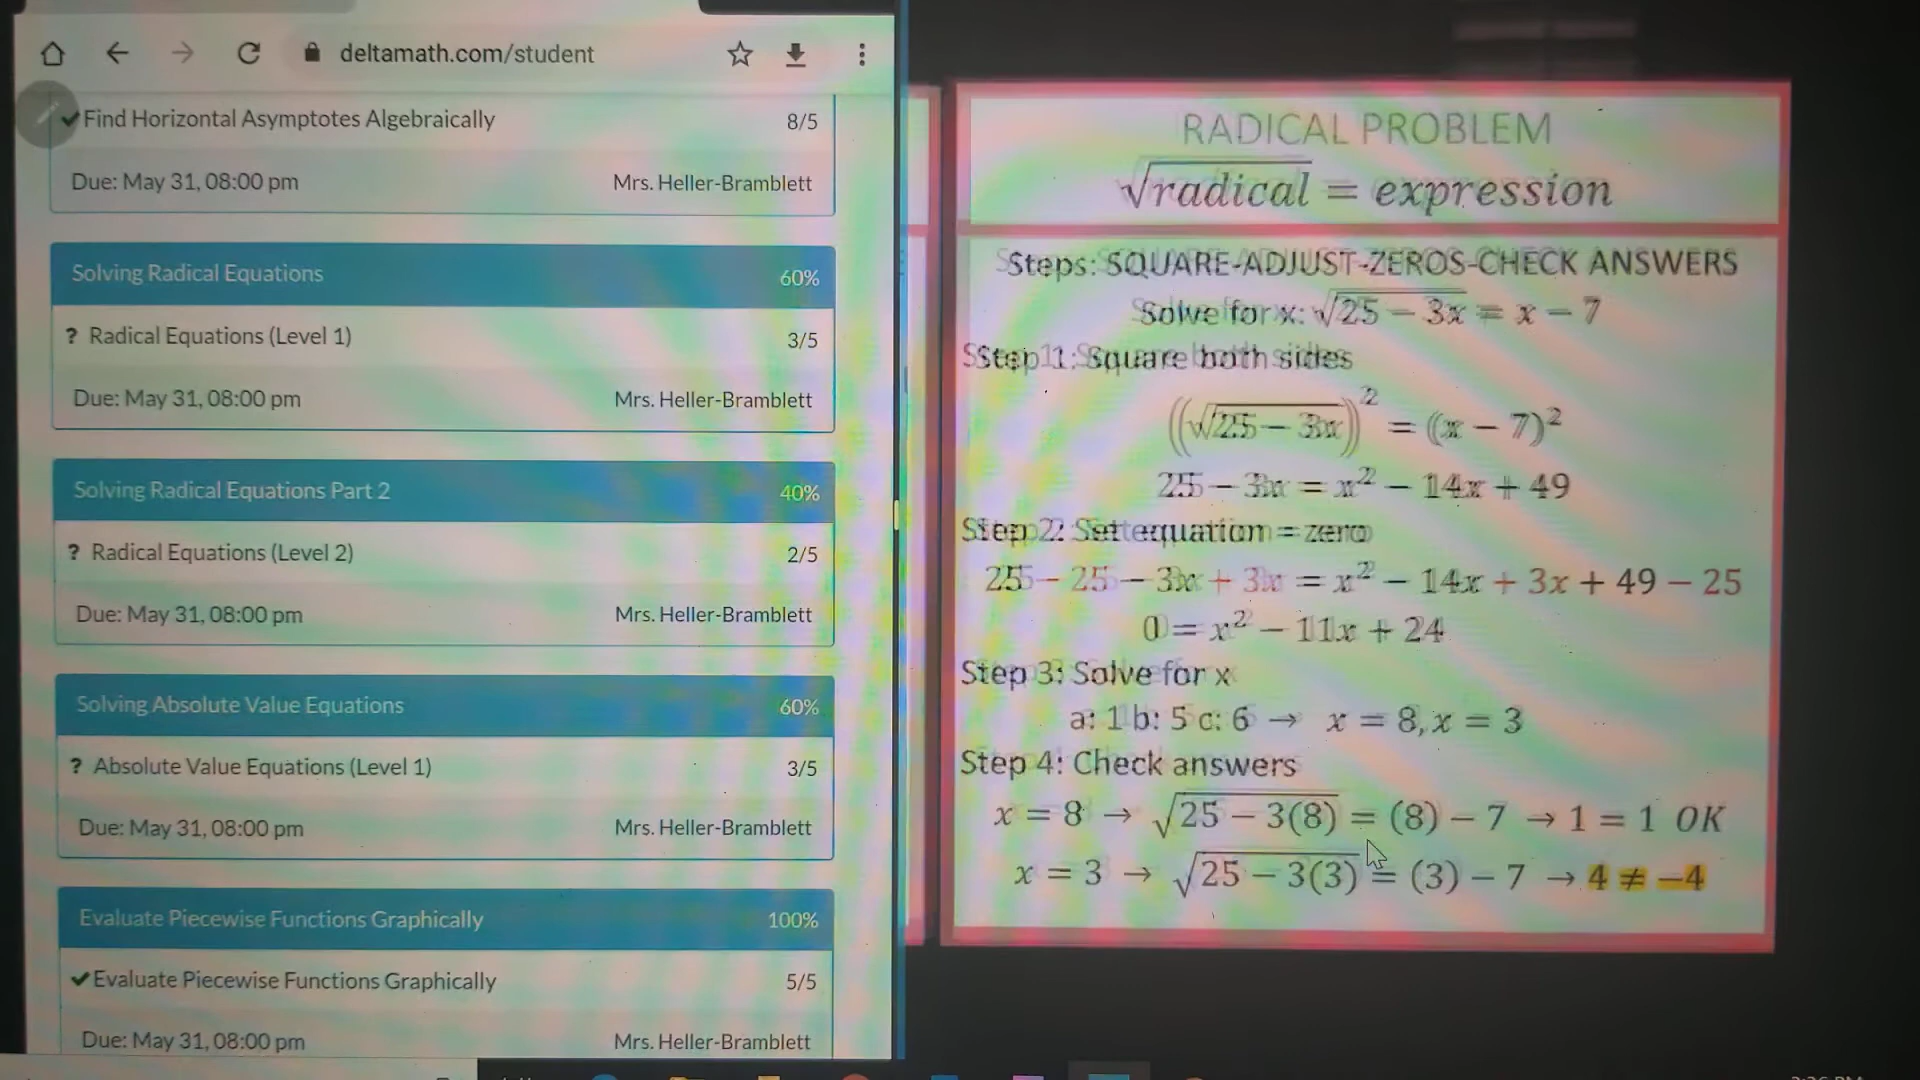 deltamath.com/student
Find Horizontal Asymptotes Algebraically 8/5
Due: May 31, 08:00 pm Mrs. Heller-Bramblett
Solving Radical Equations 60%
? Radical Equations (Level 1) 3/5
Due: May 31, 08:00 pm Mrs. Heller-Bramblett
Solving Radical Equations Part 2 40%
? Radical Equations (Level 2) 2/5
Due: May 31, 08:00 pm Mrs. Heller-Bramblett
Solving Absolute Value Equations 60%
? Absolute Value Equations (Level 1) 3/5
Due: May 31, 08:00 pm Mrs. Heller-Bramblett
Evaluate Piecewise Functions Graphically 100%
Evaluate Piecewise Functions Graphically 5/5
Due: May 31, 08:00 pm Mrs. Heller-Bramblett
RADICAL PROBLEM
√radical = expression
Steps: SQUARE-ADJUST-ZEROS-CHECK ANSWERS
Solve for x: √25 − 3x = x − 7
Step 1: Square both sides
(√25 − 3x)² = (x − 7)²
25 − 3x = x² − 14x + 49
Step 2: Set equation = zero
25 − 25 − 3x + 3x = x² − 14x + 3x + 49 − 25
0 = x² − 11x + 24
Step 3: Solve for x
a: 1 b: 5 c: 6 → x = 8, x = 3
Step 4: Check answers
x = 8 → √25 − 3(8) = (8) − 7 → 1 = 1 OK
x = 3 → √25 − 3(3) = (3) − 7 → 4 ≠ −4